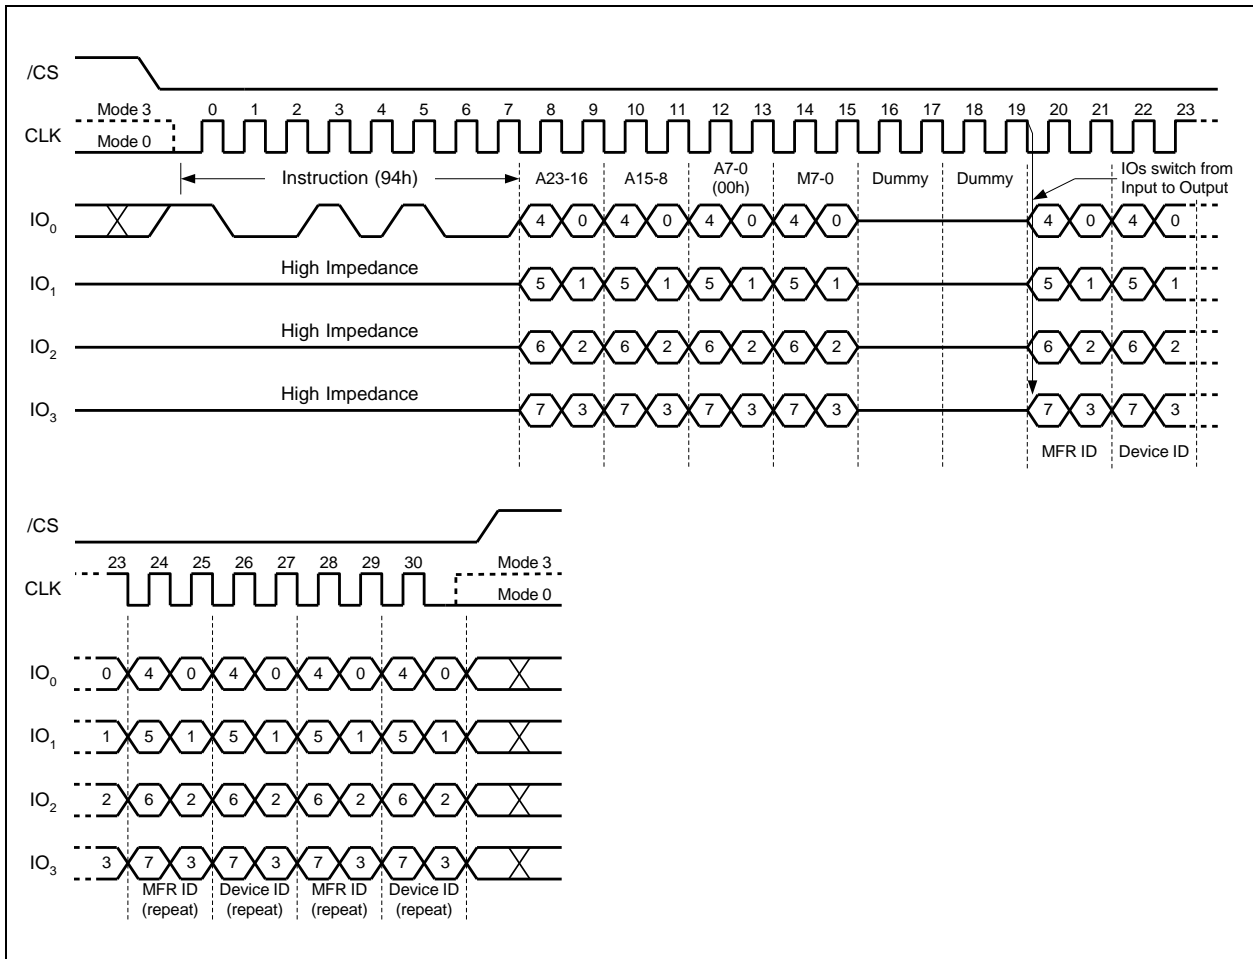 /CS
Mode 3 0 1 2 3 4 5 6 7 8 9 10 11 12 13 14 15 16 17 18 19 20 21 22 23
CLK
Mode 0
Instruction (94h) A23-16 A15-8 A7-0 (00h) M7-0 Dummy Dummy IOs switch from
Input to Output
IO0 4 0 4 0 4 0 4 0 4 0 4 0
High Impedance
IO1 5 1 5 1 5 1 5 1 5 1 5 1
High Impedance
IO2 6 2 6 2 6 2 6 2 6 2 6 2
High Impedance
IO3 7 3 7 3 7 3 7 3 7 3 7 3
MFR ID Device ID
/CS
23 24 25 26 27 28 29 30 Mode 3
CLK
Mode 0
IO0 0 4 0 4 0 4 0 4 0
IO1 1 5 1 5 1 5 1 5 1
IO2 2 6 2 6 2 6 2 6 2
IO3 3 7 3 7 3 7 3 7 3
MFR ID Device ID MFR ID Device ID
(repeat) (repeat) (repeat) (repeat)